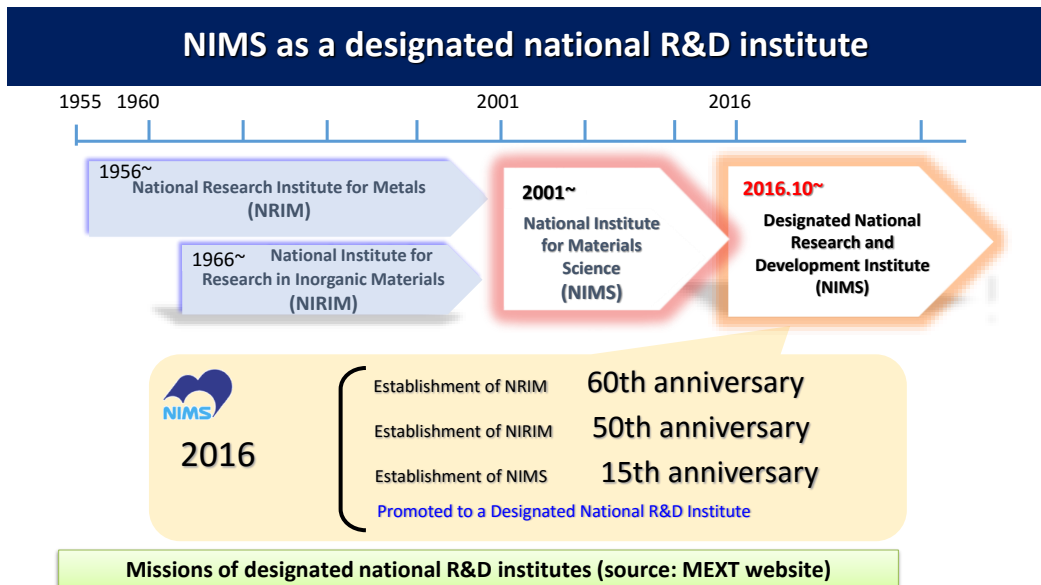 NIMS as a designated national R&D institute
1955 1960 2001 2016
1956~
National Research Institute for Metals
(NRIM)
1966~ National Institute for
Research in Inorganic Materials
(NIRIM)
2001~
National Institute
for Materials
Science
(NIMS)
2016.10~
Designated National
Research and
Development Institute
(NIMS)
NIMS
2016
Establishment of NRIM 60th anniversary
Establishment of NIRIM 50th anniversary
Establishment of NIMS 15th anniversary
Promoted to a Designated National R&D Institute
Missions of designated national R&D institutes (source: MEXT website)